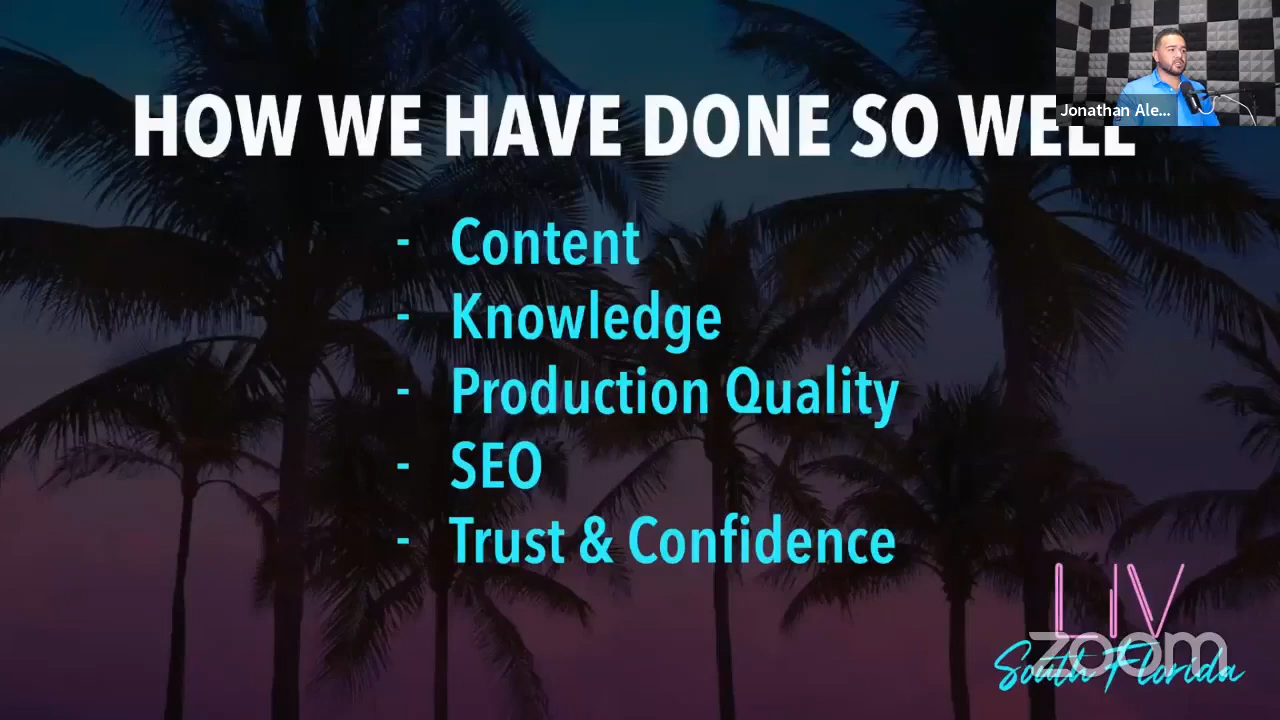 Jonathan Ale...
HOW WE HAVE DONE SO WELL
- Content
- Knowledge
- Production Quality
- SEO
- Trust & Confidence
LIV
zoom
South Florida